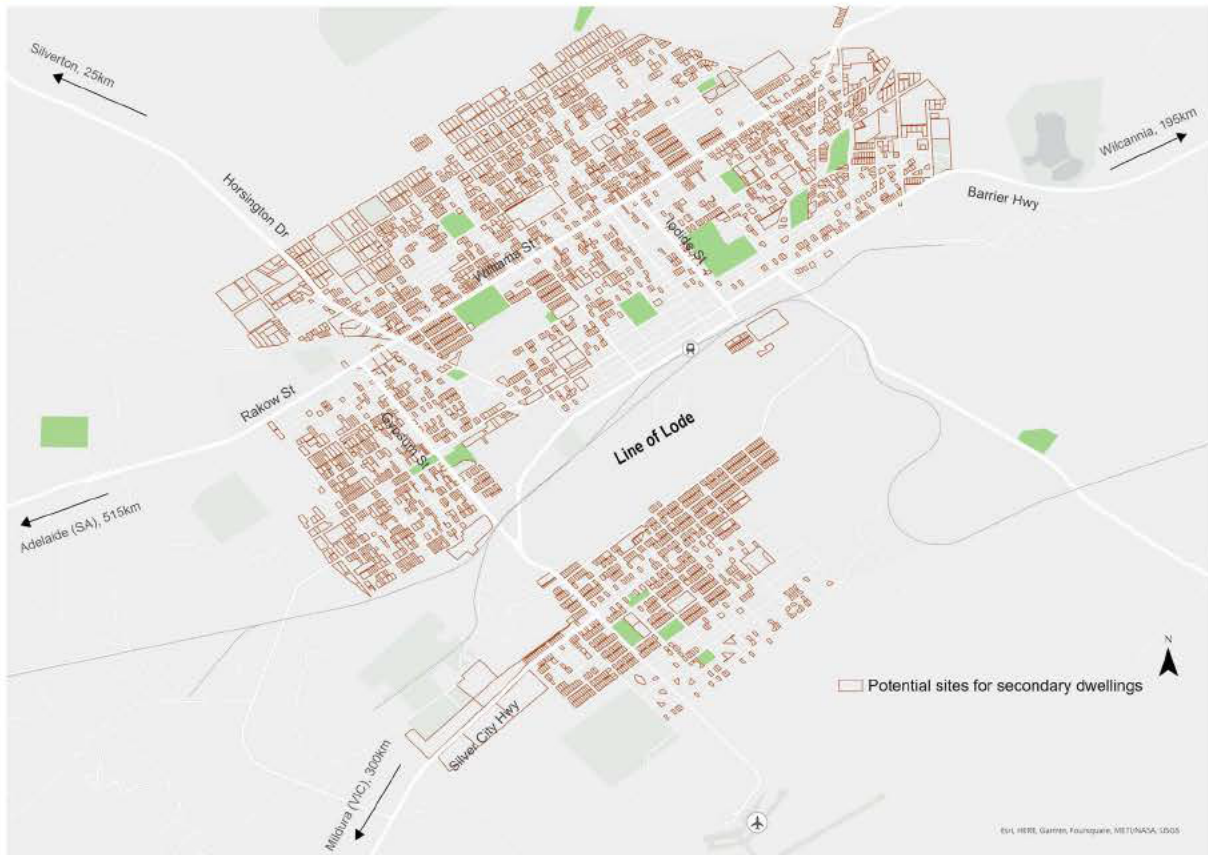 Silverton, 25km
Wilcannia, 195km
Barrier Hwy
Horsington Dr
Iodide St
Williams St
Rakow St
Gypsum St
Line of Lode
Adelaide (SA), 515km
N
Potential sites for secondary dwellings
Silver City Hwy
Mildura (VIC), 300km
Esri, HERE, Garmin, Foursquare, METI/NASA, USGS